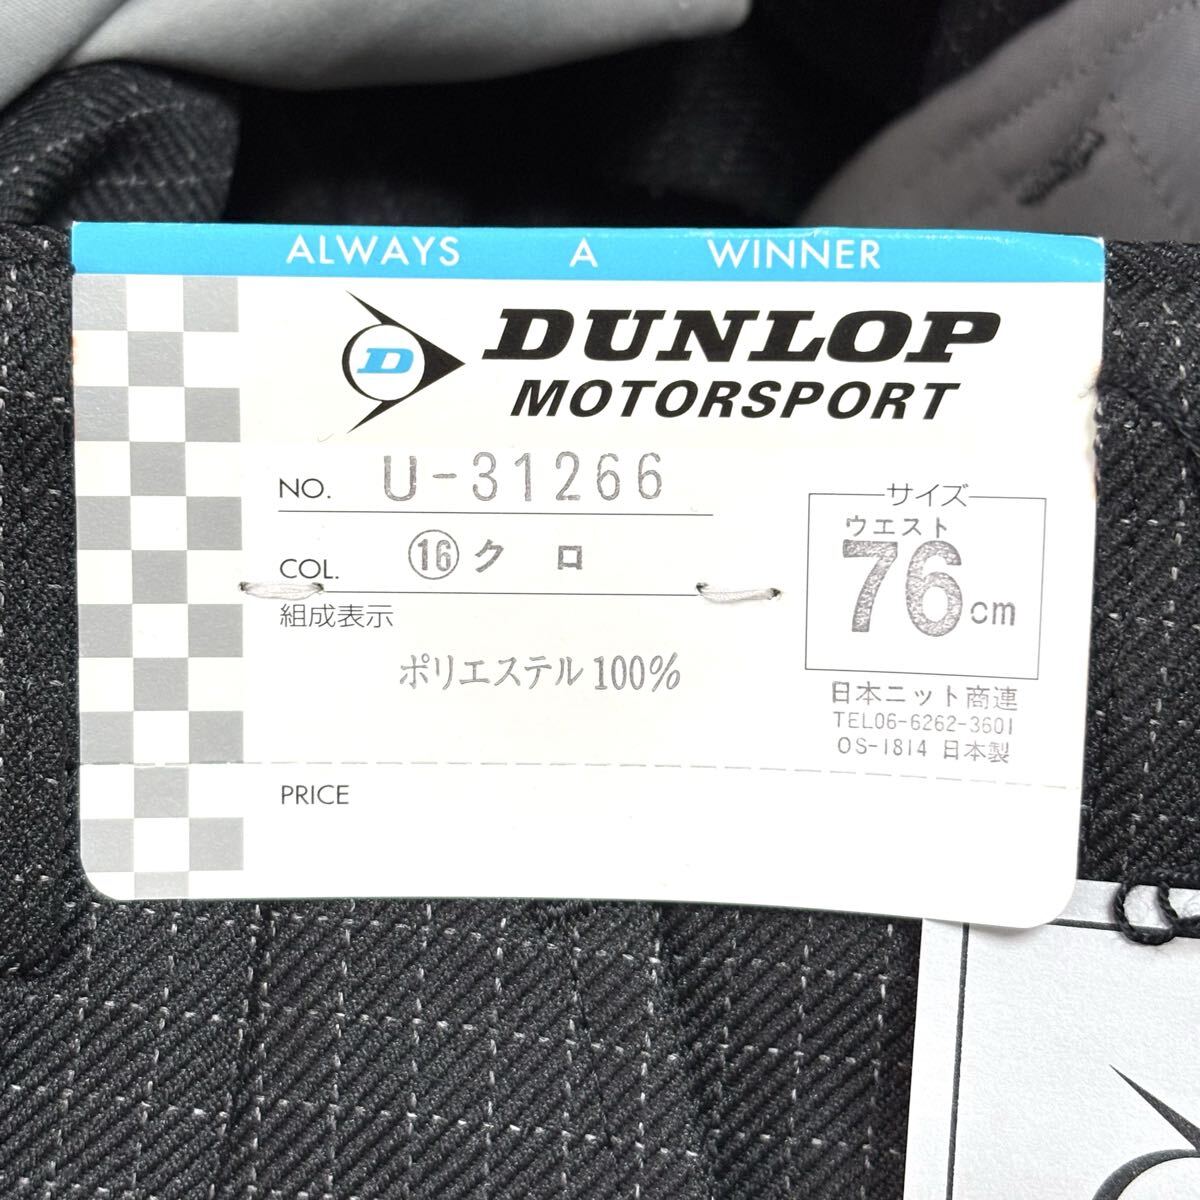 ALWAYS A WINNER
D DUNLOP
MOTORSPORT
NO. U-31266
COL. ⑯クロ
組成表示
ポリエステル100%
サイズ
ウエスト
76cm
日本ニット商連
TEL06-6262-3601
OS-1814 日本製
PRICE